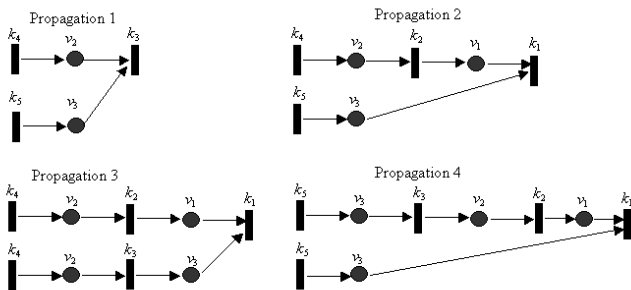 Propagation 1
k4 v2 k3
k5 v3
Propagation 2
k4 v2 k2 v1 k1
k5 v3
Propagation 3
k4 v2 k2 v1 k1
k4 v2 k3 v3
Propagation 4
k5 v3 k3 v2 k2 v1 k1
k5 v3